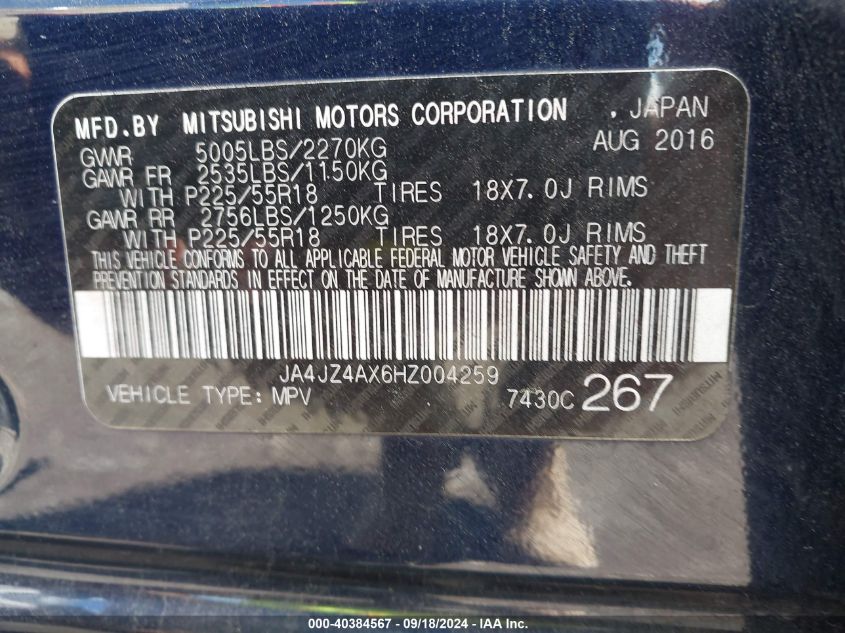 MFD.BY MITSUBISHI MOTORS CORPORATION , JAPAN
GVWR 5005LBS/2270KG AUG 2016
GAWR FR 2535LBS/1150KG
WITH P225/55R18 TIRES 18X7.0J RIMS
GAWR RR 2756LBS/1250KG
WITH P225/55R18 TIRES 18X7.0J RIMS
THIS VEHICLE CONFORMS TO ALL APPLICABLE FEDERAL MOTOR VEHICLE SAFETY AND THEFT
PREVENTION STANDARDS IN EFFECT ON THE DATE OF MANUFACTURE SHOWN ABOVE.
JA4JZ4AX6HZ004259
VEHICLE TYPE: MPV 7430C 267
000-40384567 - 09/18/2024 - IAA Inc.